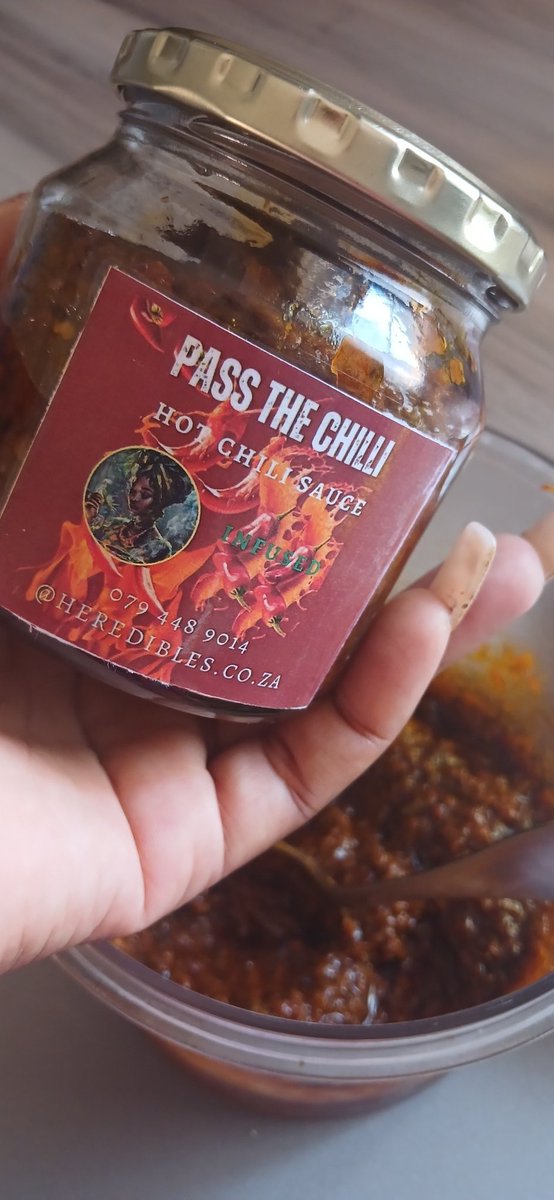 PASS THE CHILLI
HOT CHILI SAUCE
INFUSED
079 448 9014
@HEREDIBLES.CO.ZA